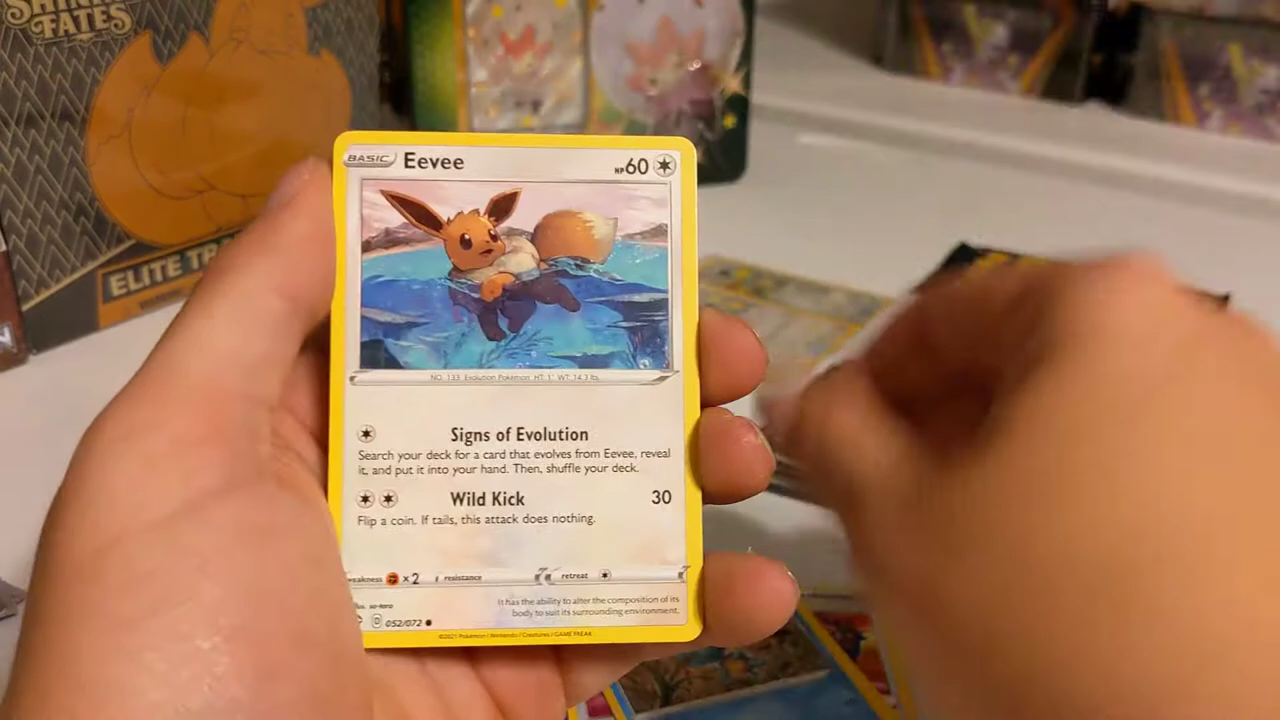 SHINING
FATES
ELITE TRA
BASIC Eevee HP 60
NO. 133 Evolution Pokémon HT: 1' WT: 14.3 lbs.
Signs of Evolution
Search your deck for a card that evolves from Eevee, reveal
it, and put it into your hand. Then, shuffle your deck.
Wild Kick 30
Flip a coin. If tails, this attack does nothing.
weakness ×2 resistance retreat
so-taro
It has the ability to alter the composition of its
body to suit its surrounding environment.
D 052/072
©2021 Pokémon / Nintendo / Creatures / GAME FREAK